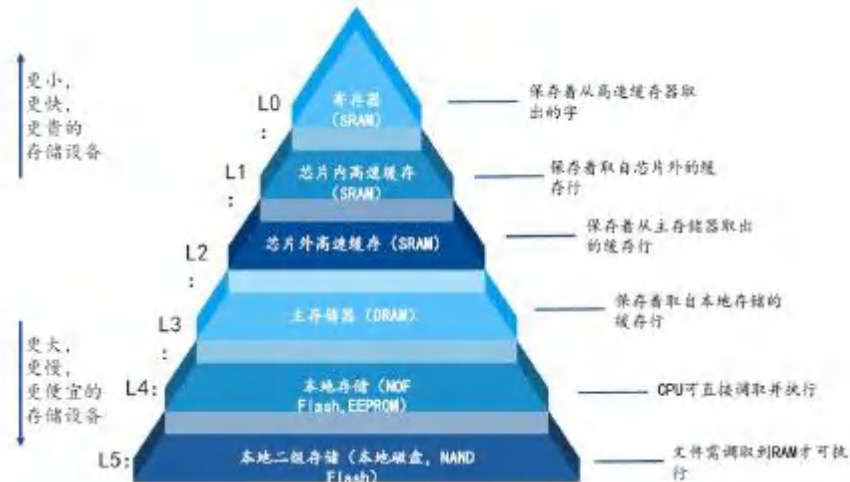 更小,
更快,
更贵的
存储设备
L0
:
寄存器
(SRAM)
保存着从高速缓存器取
出的字
L1
:
芯片内高速缓存
(SRAM)
保存着取自芯片外的缓
存行
L2
:
芯片外高速缓存 (SRAM)
保存着从主存储器取出
的缓存行
L3
:
主存储器 (DRAM)
保存着取自本地存储的
缓存行
更大,
更慢,
更便宜的
存储设备
L4:
本地存储 (NOF
Flash,EEPROM)
CPU可直接调取并执行
L5:
本地二级存储 (本地磁盘, NAND
Flash)
文件需调取到RAM才可执
行